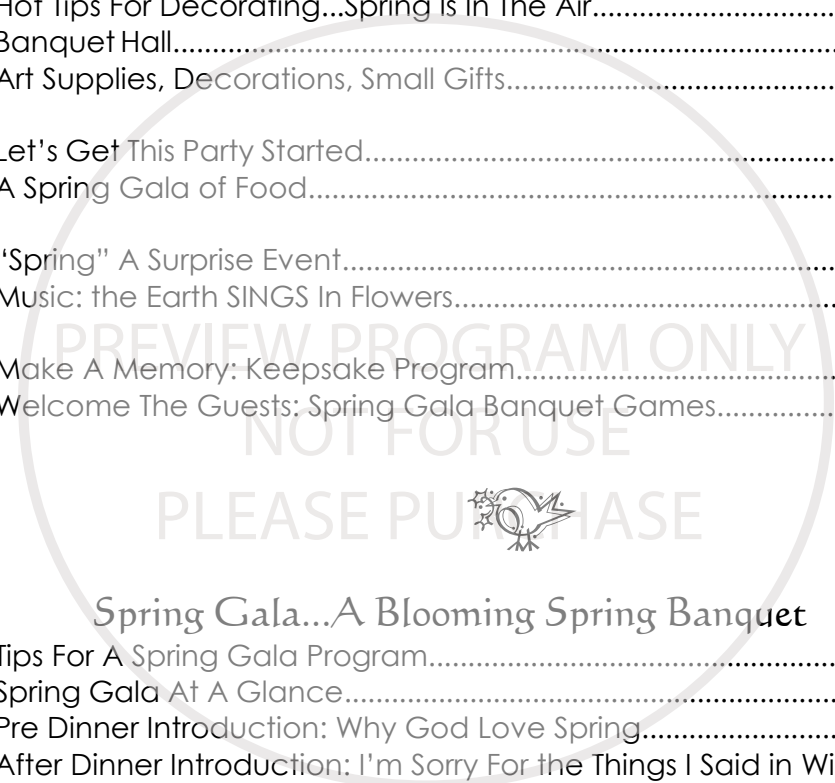 Hot Tips For Decorating...Spring Is In The Air.......................................
Banquet Hall.......................................................................................
Art Supplies, Decorations, Small Gifts.................................................
Let's Get This Party Started..................................................................
A Spring Gala of Food.........................................................................
"Spring" A Surprise Event.....................................................................
Music: the Earth SINGS In Flowers........................................................
PREVIEW PROGRAM ONLY
Make A Memory: Keepsake Program...............................................
Welcome The Guests: Spring Gala Banquet Games.................
NOT FOR USE
PLEASE PURCHASE
Spring Gala...A Blooming Spring Banquet
Tips For A Spring Gala Program..........................................................
Spring Gala At A Glance.....................................................................
Pre Dinner Introduction: Why God Love Spring...........................
After Dinner Introduction: I'm Sorry For the Things I Said in Wi